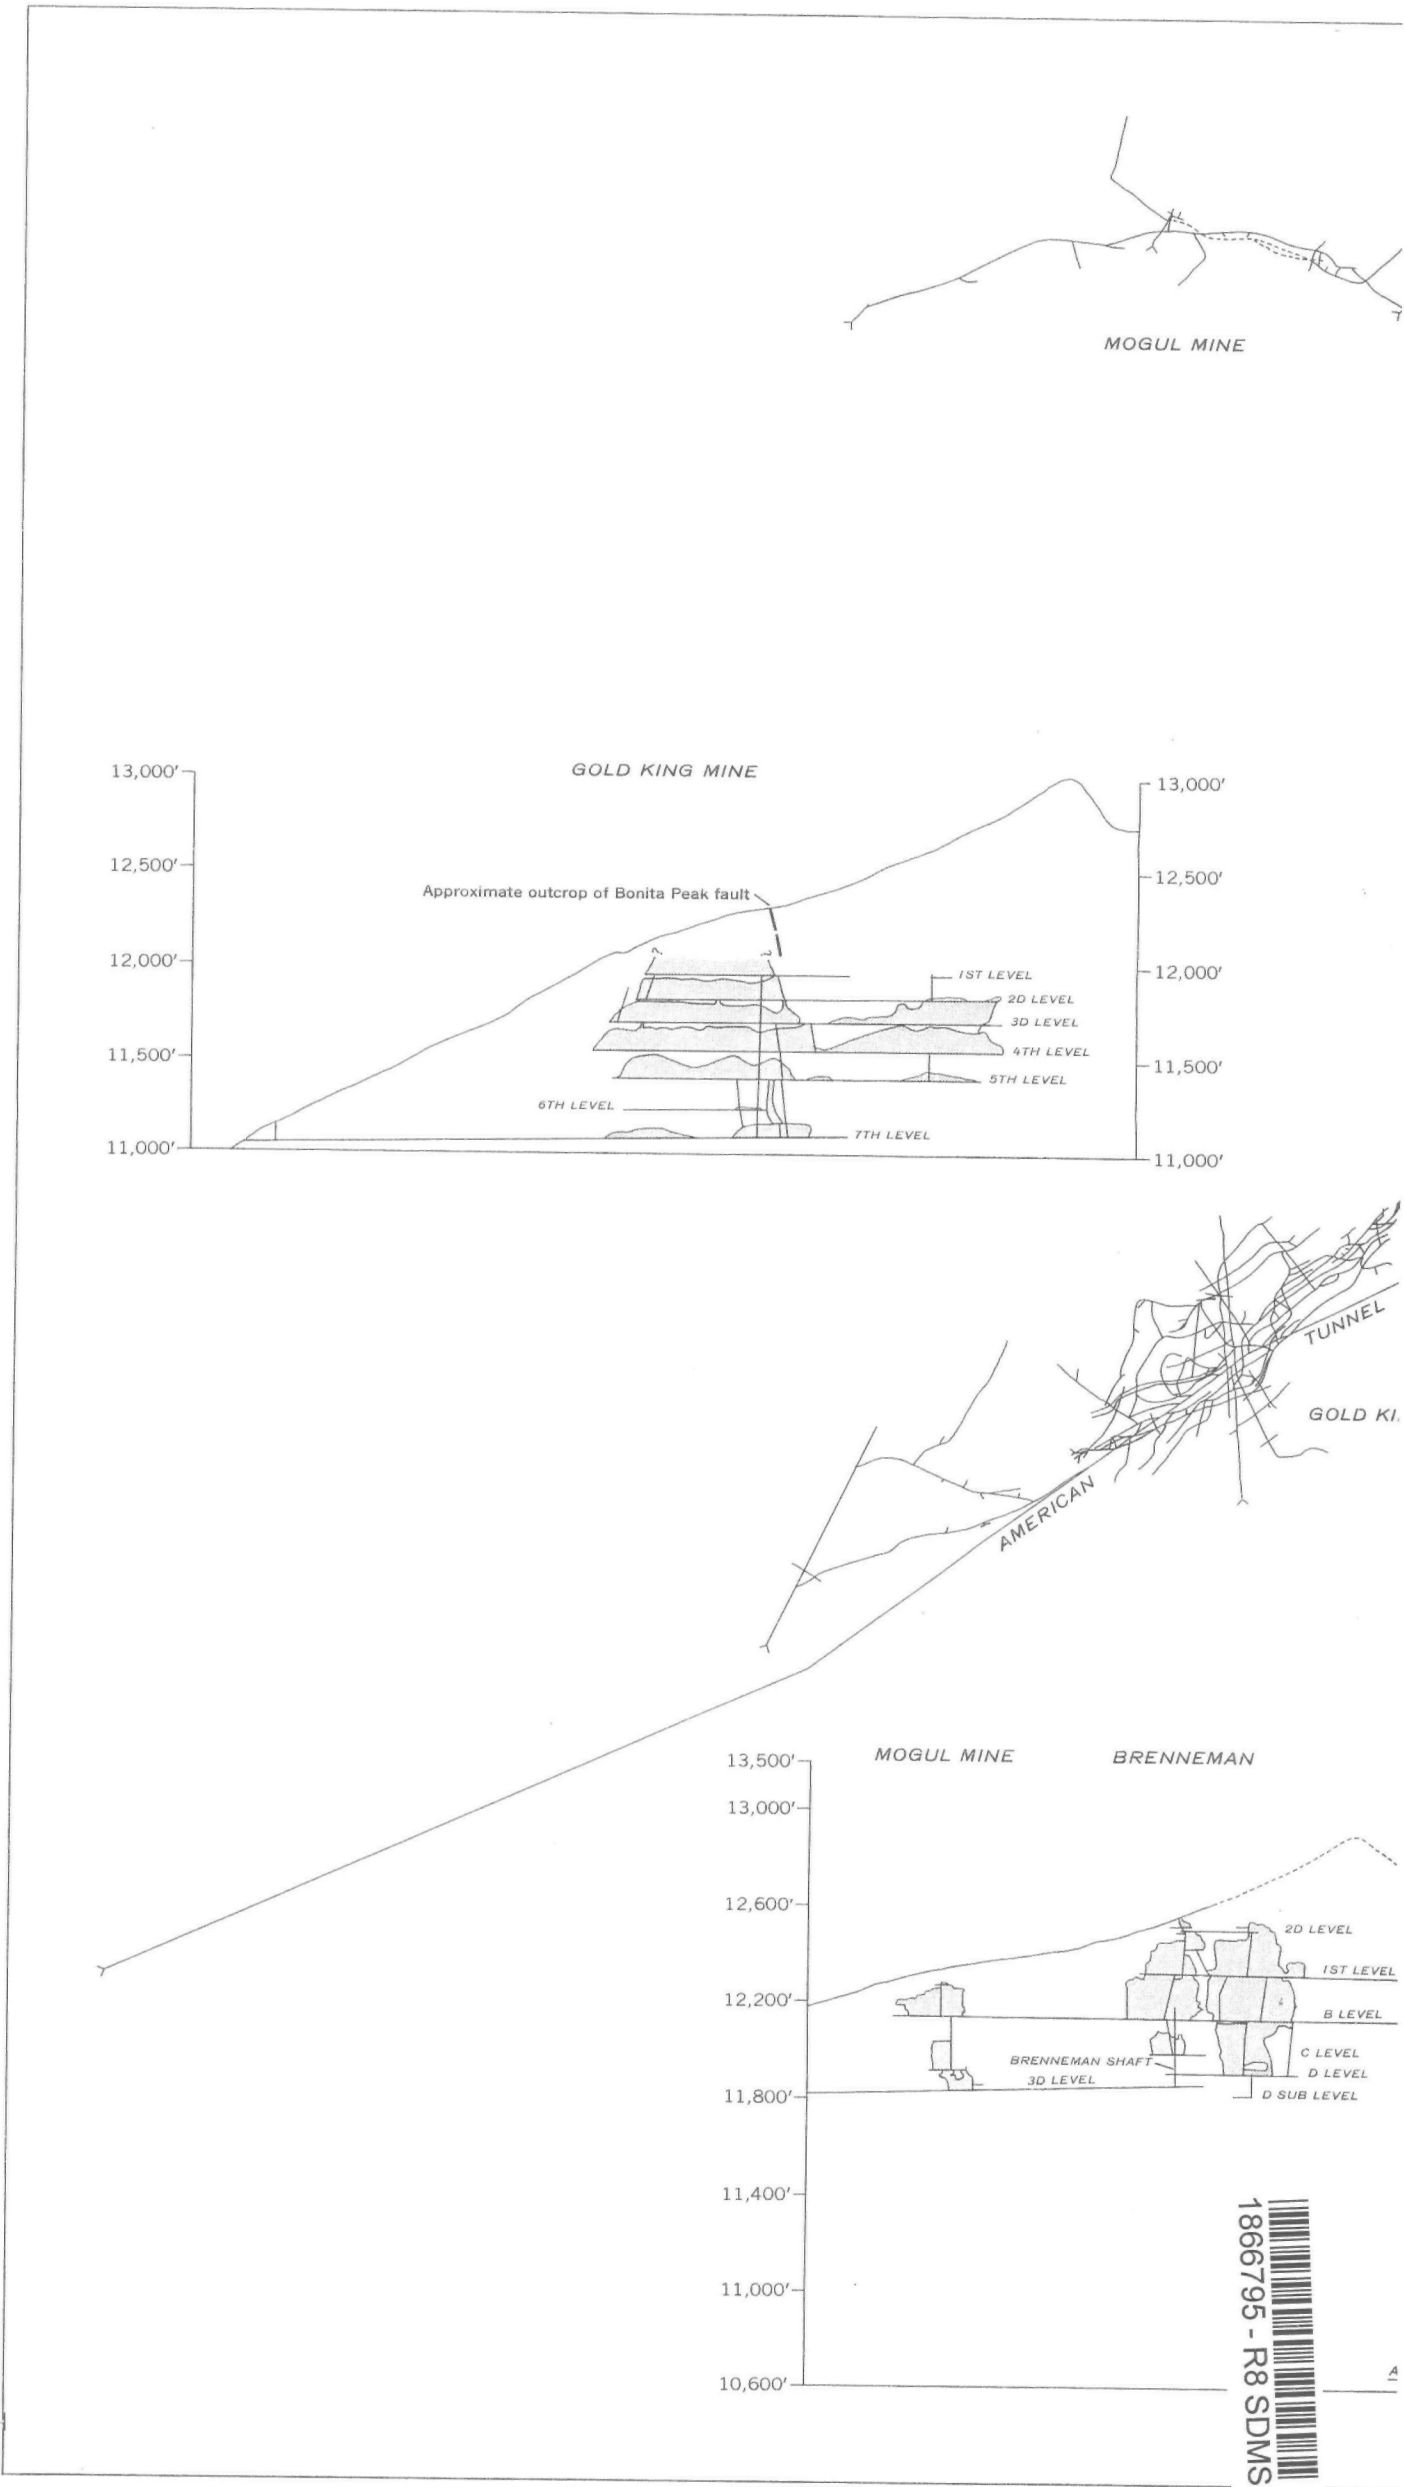 MOGUL MINE
GOLD KING MINE
13,000'
12,500'
12,000'
11,500'
11,000'
13,000'
12,500'
12,000'
11,500'
11,000'
Approximate outcrop of Bonita Peak fault
?
?
1ST LEVEL
2D LEVEL
3D LEVEL
4TH LEVEL
5TH LEVEL
6TH LEVEL
7TH LEVEL
TUNNEL
GOLD KI
AMERICAN
MOGUL MINE
BRENNEMAN
13,500'
13,000'
12,600'
12,200'
11,800'
11,400'
11,000'
10,600'
2D LEVEL
1ST LEVEL
B LEVEL
C LEVEL
D LEVEL
D SUB LEVEL
BRENNEMAN SHAFT
3D LEVEL
A
1866795 - R8 SDMS